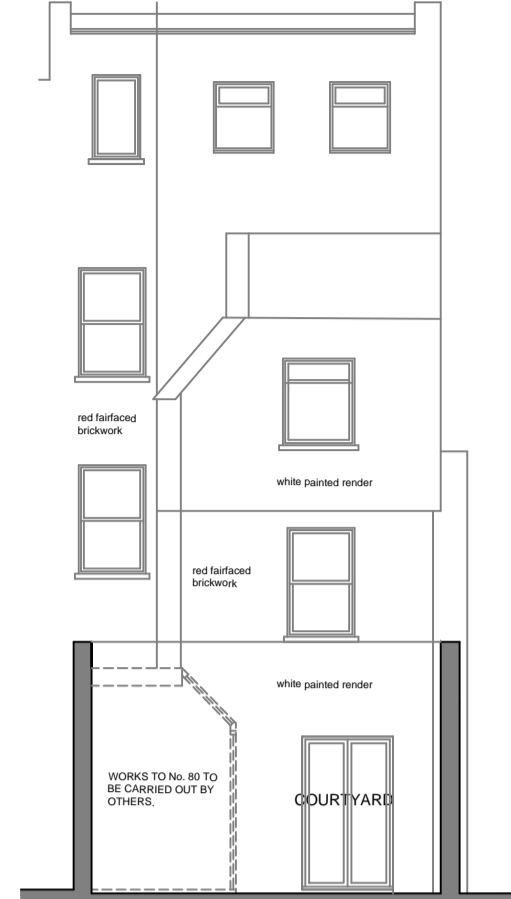 red fairfaced
brickwork
white painted render
red fairfaced
brickwork
white painted render
WORKS TO No. 80 TO
BE CARRIED OUT BY
OTHERS.
COURTYARD